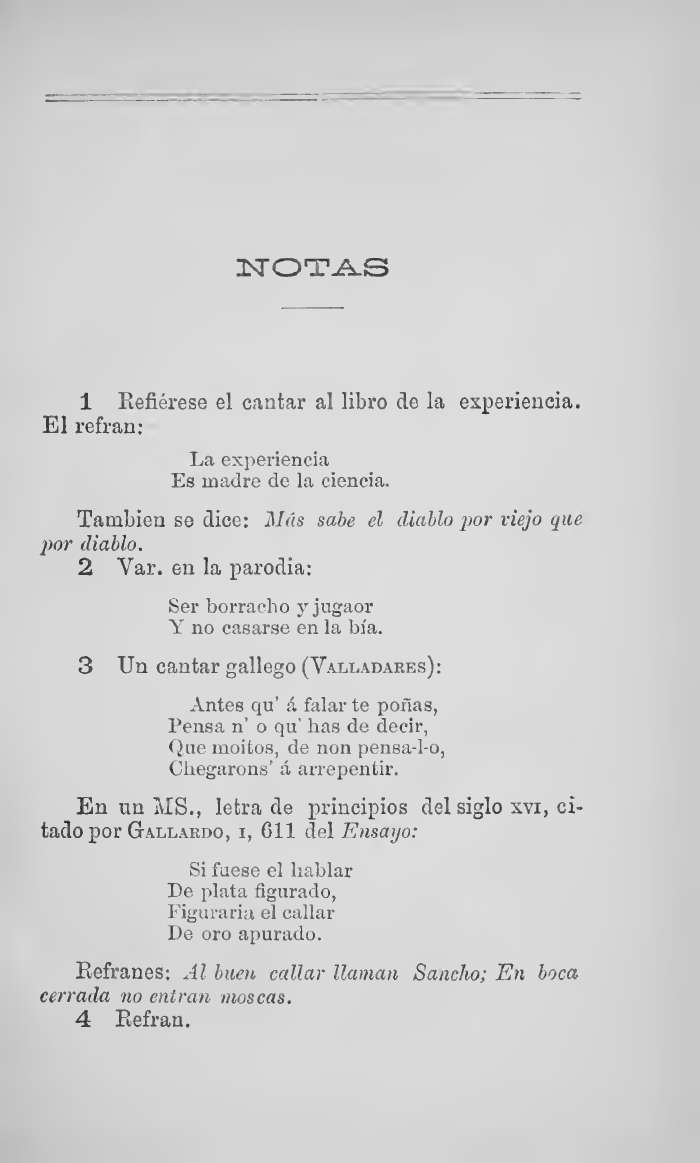 NOTAS
1 Refiérese el cantar al libro de la experiencia.
El refran:
La experiencia
Es madre de la ciencia.
Tambien se dice: Más sabe el diablo por viejo que
por diablo.
2 Var. en la parodia:
Ser borracho y jugaor
Y no casarse en la bía.
3 Un cantar gallego (VALLADARES):
Antes qu' á falar te poñas,
Pensa n' o qu' has de decir,
Que moitos, de non pensa-l-o,
Chegarons' á arrepentir.
En un MS., letra de principios del siglo XVI, ci-
tado por GALLARDO, I, 611 del Ensayo:
Si fuese el hablar
De plata figurado,
Figuraria el callar
De oro apurado.
Refranes: Al buen callar llaman Sancho; En boca
cerrada no entran moscas.
4 Refran.